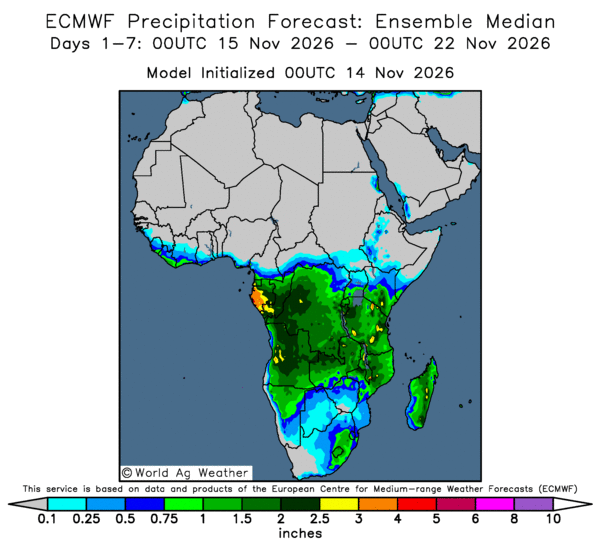 ECMWF Precipitation Forecast: Ensemble Median
Days 1-7: 00UTC 15 Nov 2026 - 00UTC 22 Nov 2026
Model Initialized 00UTC 14 Nov 2026
© World Ag Weather
This service is based on data and products of the European Centre for Medium-range Weather Forecasts (ECMWF)
0.1 0.25 0.5 0.75 1 1.5 2 2.5 3 4 5 6 8 10
inches